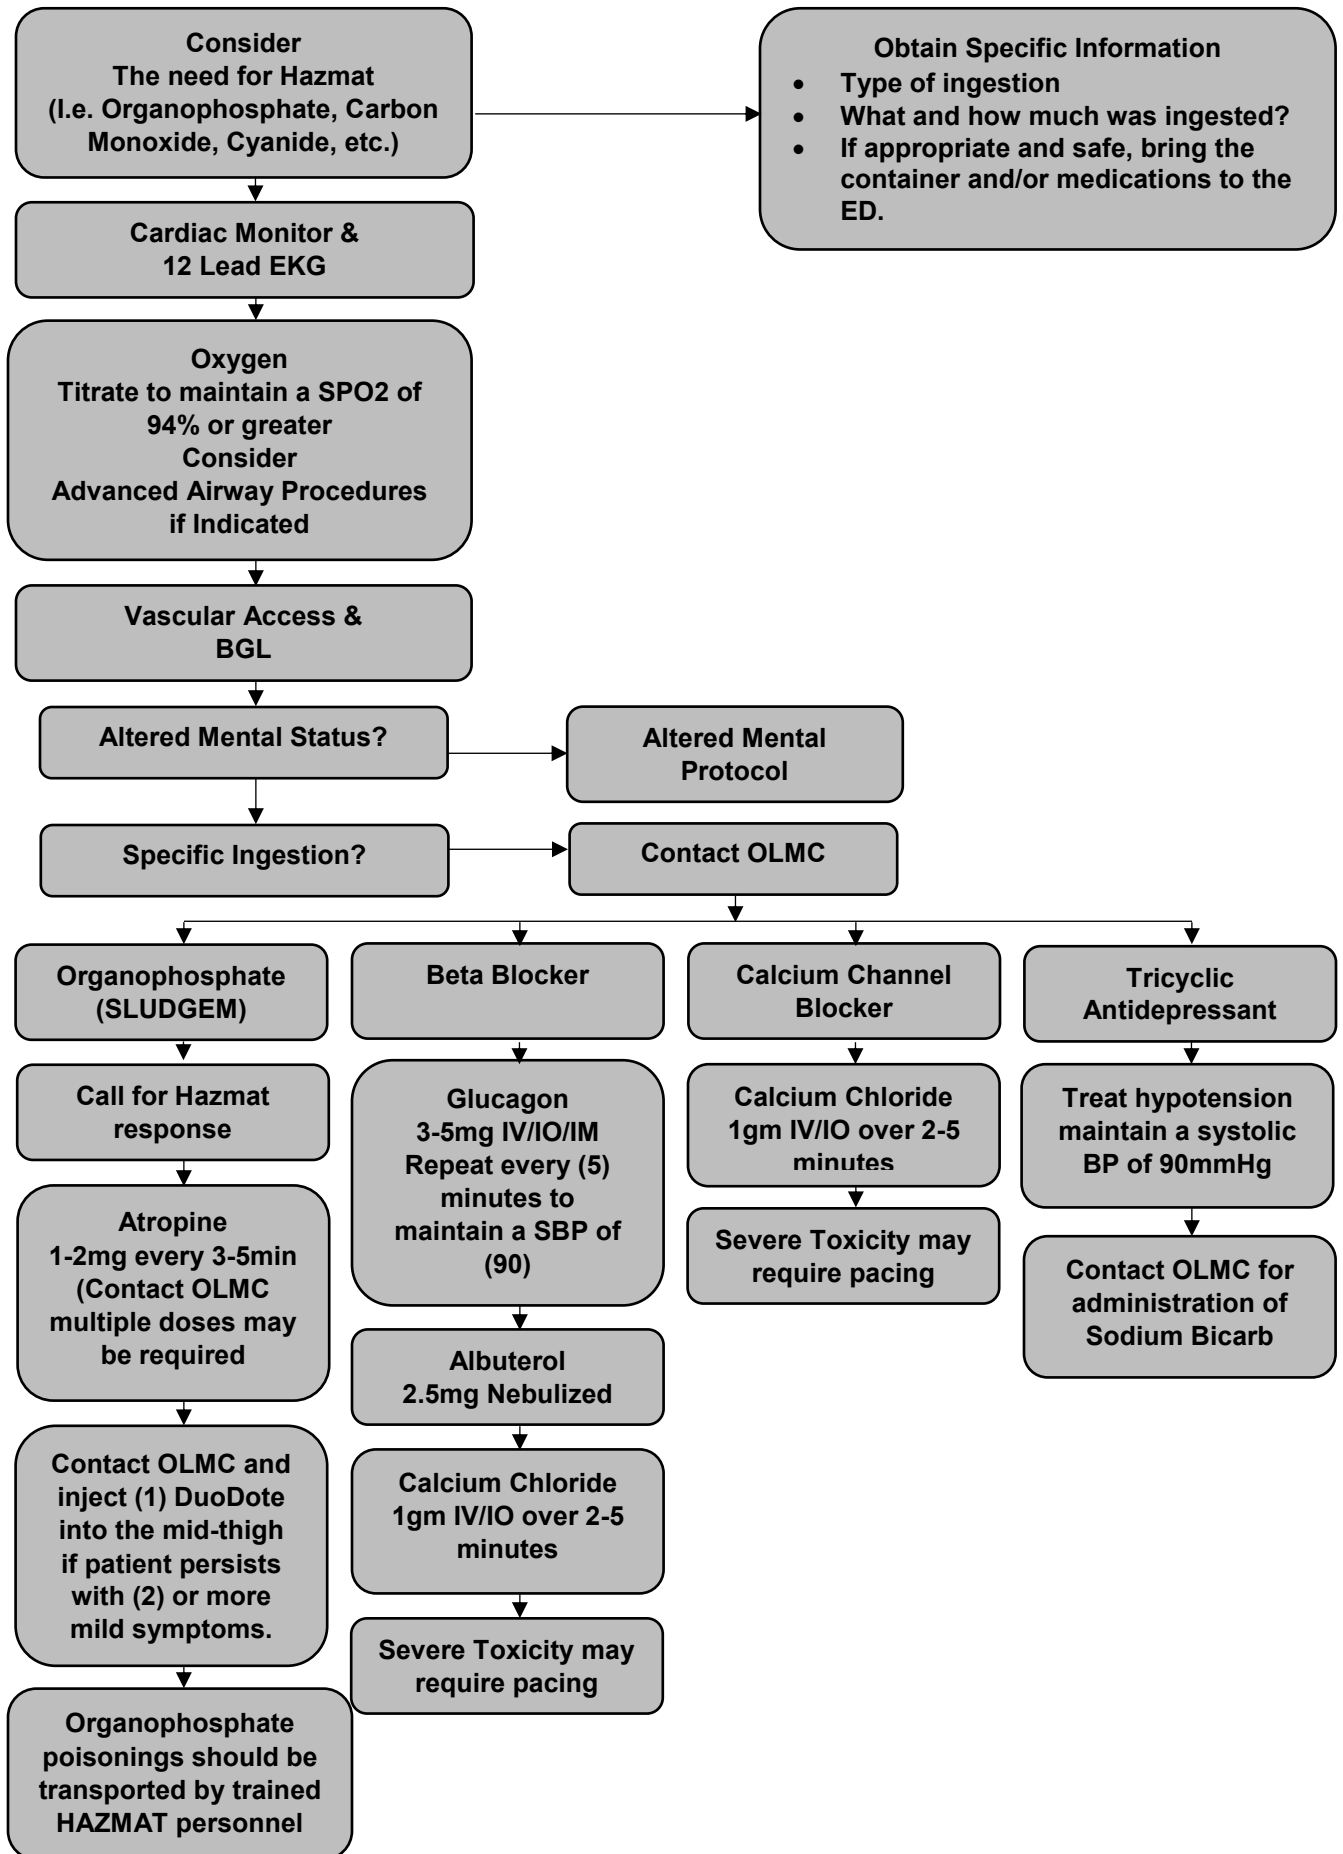 Consider
The need for Hazmat
(I.e. Organophosphate, Carbon
Monoxide, Cyanide, etc.)
Obtain Specific Information
• Type of ingestion
• What and how much was ingested?
• If appropriate and safe, bring the
container and/or medications to the
ED.
Cardiac Monitor &
12 Lead EKG
Oxygen
Titrate to maintain a SPO2 of
94% or greater
Consider
Advanced Airway Procedures
if Indicated
Vascular Access &
BGL
Altered Mental Status?
Altered Mental
Protocol
Specific Ingestion?
Contact OLMC
Organophosphate
(SLUDGEM)
Call for Hazmat
response
Atropine
1-2mg every 3-5min
(Contact OLMC
multiple doses may
be required
Contact OLMC and
inject (1) DuoDote
into the mid-thigh
if patient persists
with (2) or more
mild symptoms.
Organophosphate
poisonings should be
transported by trained
HAZMAT personnel
Beta Blocker
Glucagon
3-5mg IV/IO/IM
Repeat every (5)
minutes to
maintain a SBP of
(90)
Albuterol
2.5mg Nebulized
Calcium Chloride
1gm IV/IO over 2-5
minutes
Severe Toxicity may
require pacing
Calcium Channel
Blocker
Calcium Chloride
1gm IV/IO over 2-5
minutes
Severe Toxicity may
require pacing
Tricyclic
Antidepressant
Treat hypotension
maintain a systolic
BP of 90mmHg
Contact OLMC for
administration of
Sodium Bicarb